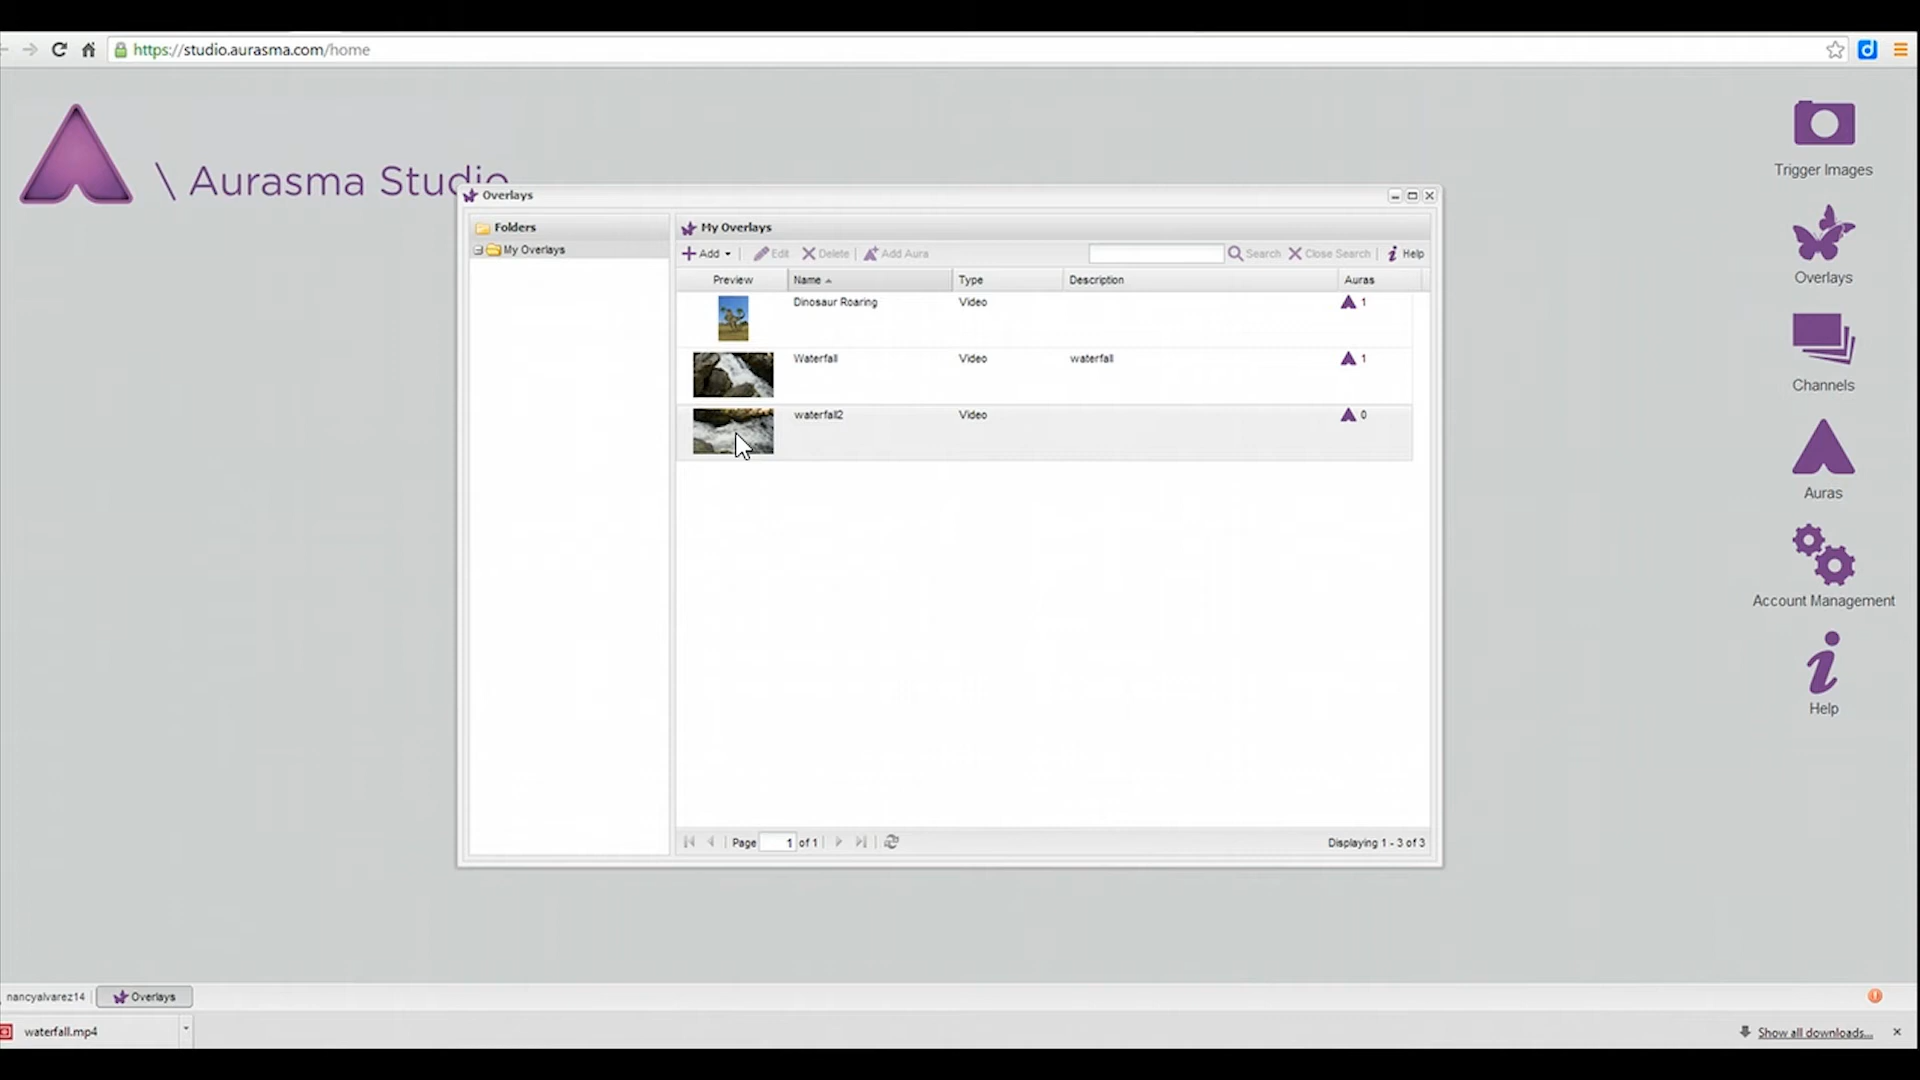 https://studio.aurasma.com/home
\ Aurasma Studio
Trigger Images
Overlays
Channels
Auras
Account Management
Help
Overlays
Folders
My Overlays
My Overlays
Add Edit Delete Add Aura Search Close Search Help
Preview Name Type Description Auras
Dinosaur Roaring Video 1
Waterfall Video waterfall 1
waterfall2 Video 0
Page 1 of 1 Displaying 1 - 3 of 3
nancyalvarez14 Overlays
waterfall.mp4 Show all downloads...